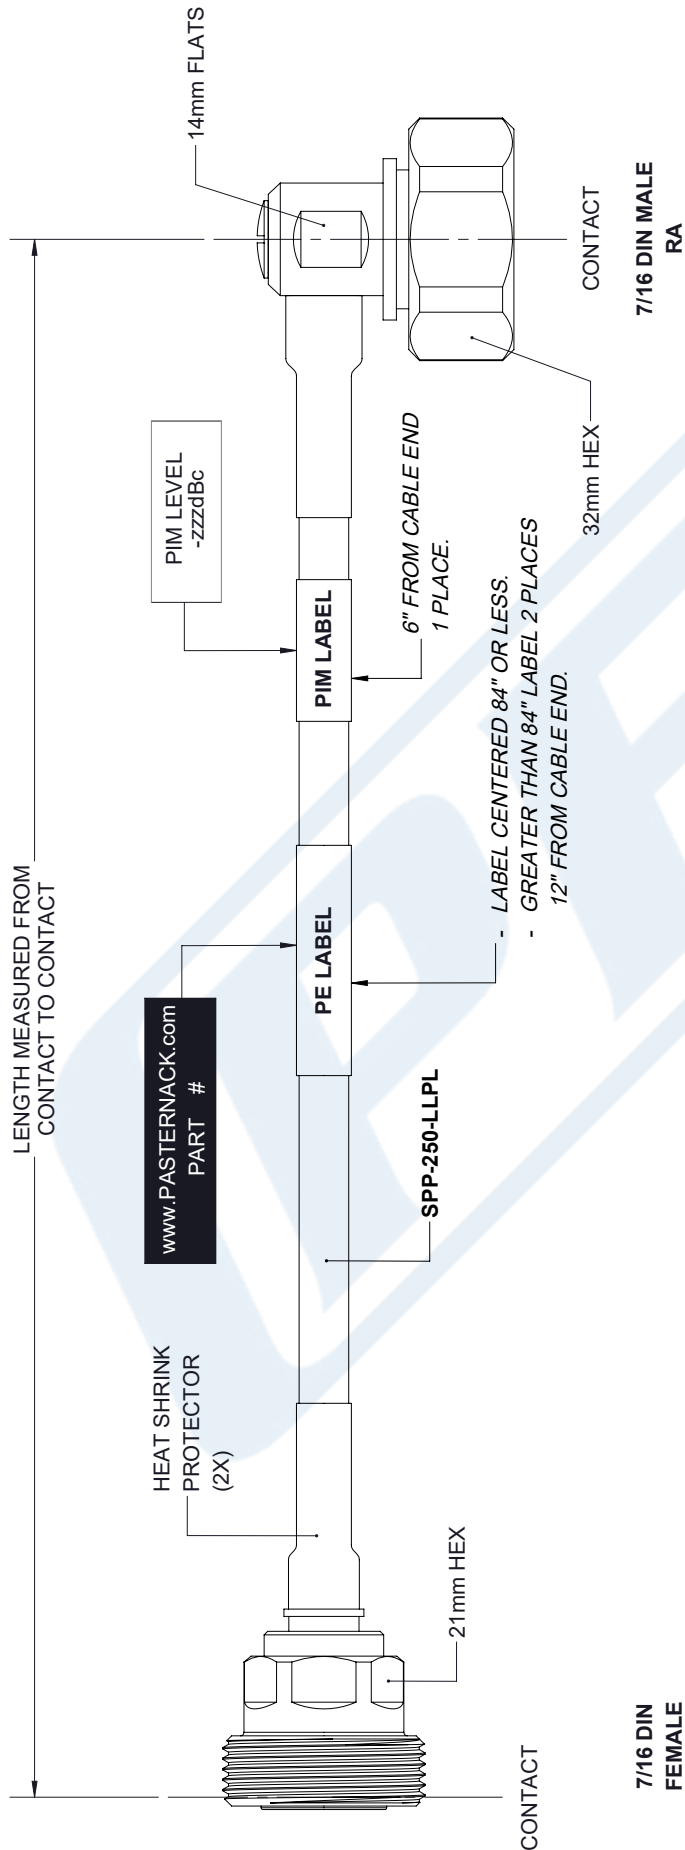 LENGTH MEASURED FROM
CONTACT TO CONTACT
14mm FLATS
PIM LEVEL
-zzzdBc
www.PASTERNACK.com
PART #
HEAT SHRINK
PROTECTOR
(2X)
PE LABEL
PIM LABEL
6" FROM CABLE END
1 PLACE.
- LABEL CENTERED 84" OR LESS.
- GREATER THAN 84" LABEL 2 PLACES
12" FROM CABLE END.
SPP-250-LLPL
21mm HEX
32mm HEX
CONTACT
7/16 DIN
FEMALE
CONTACT
7/16 DIN MALE
RA